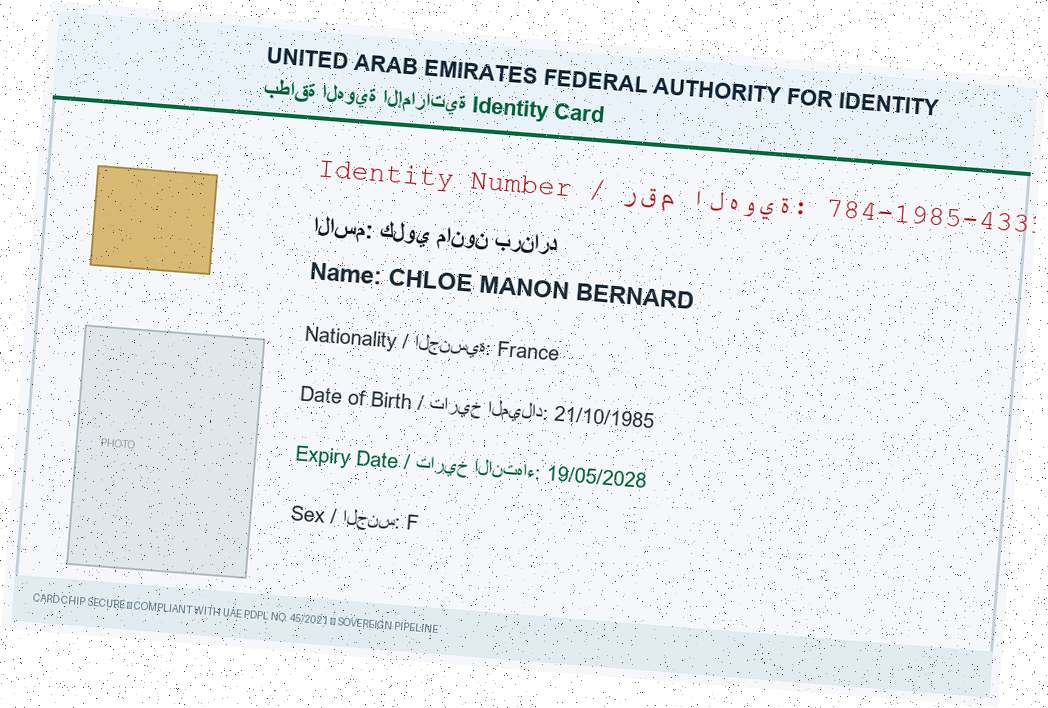 UNITED ARAB EMIRATES FEDERAL AUTHORITY FOR IDENTITY
بطاقة الهوية الإماراتية Identity Card
Identity Number / رقم الهوية: 784-1985-433
الاسم: كلوي مانون برنارد
Name: CHLOE MANON BERNARD
Nationality / الجنسية: France
Date of Birth / تاريخ الميلاد: 21/10/1985
Expiry Date / تاريخ الانتهاء: 19/05/2028
Sex / الجنس: F
PHOTO
CARD CHIP SECURE COMPLIANT WITH UAE PDPL NO. 45/2021 SOVEREIGN PIPELINE